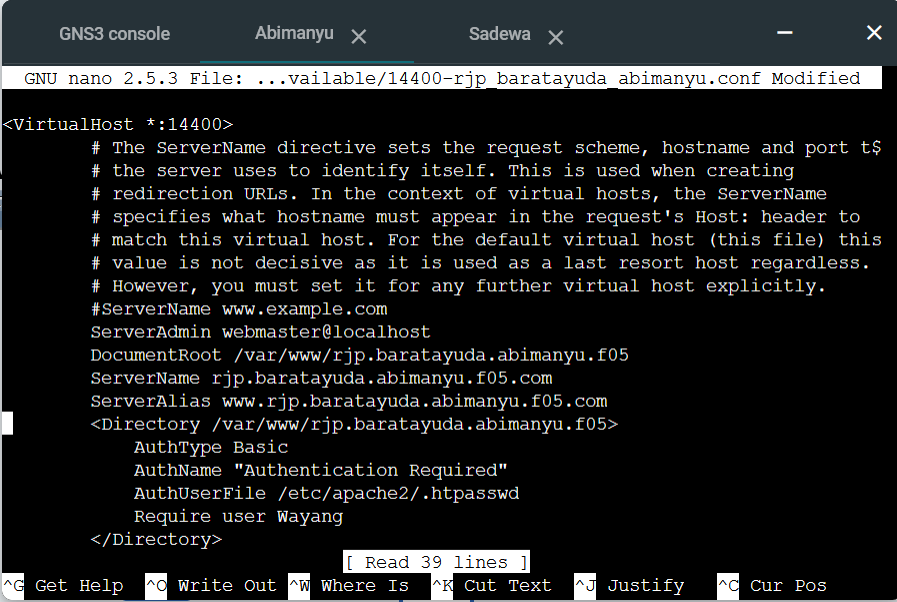 GNS3 console Abimanyu Sadewa
GNU nano 2.5.3 File: ...vailable/14400-rjp_baratayuda_abimanyu.conf Modified
<VirtualHost *:14400>
# The ServerName directive sets the request scheme, hostname and port t$
# the server uses to identify itself. This is used when creating
# redirection URLs. In the context of virtual hosts, the ServerName
# specifies what hostname must appear in the request's Host: header to
# match this virtual host. For the default virtual host (this file) this
# value is not decisive as it is used as a last resort host regardless.
# However, you must set it for any further virtual host explicitly.
#ServerName www.example.com
ServerAdmin webmaster@localhost
DocumentRoot /var/www/rjp.baratayuda.abimanyu.f05
ServerName rjp.baratayuda.abimanyu.f05.com
ServerAlias www.rjp.baratayuda.abimanyu.f05.com
<Directory /var/www/rjp.baratayuda.abimanyu.f05>
AuthType Basic
AuthName "Authentication Required"
AuthUserFile /etc/apache2/.htpasswd
Require user Wayang
</Directory>
[ Read 39 lines ]
^G Get Help ^O Write Out ^W Where Is ^K Cut Text ^J Justify ^C Cur Pos